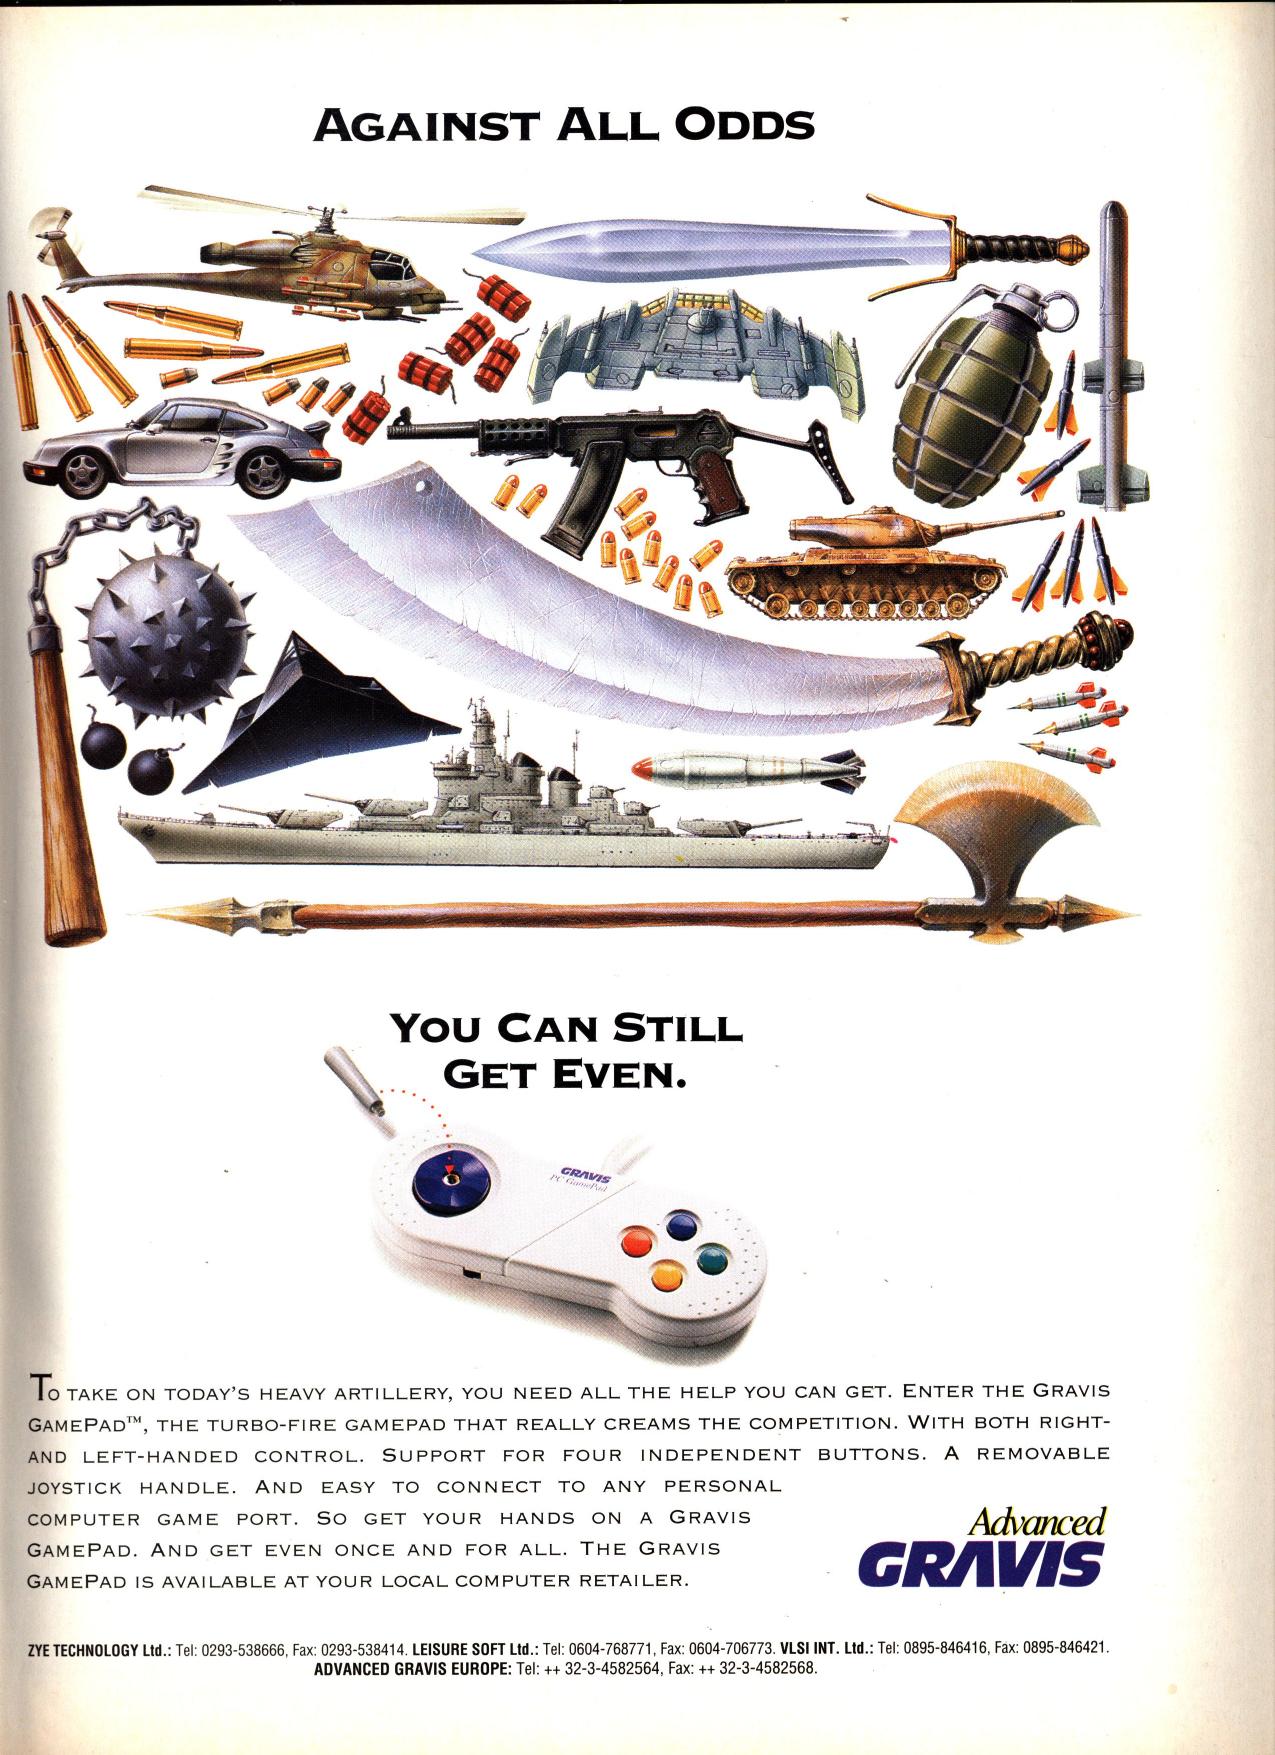 AGAINST ALL ODDS
YOU CAN STILL
GET EVEN.
GRAVIS
PC GamePad
TO TAKE ON TODAY'S HEAVY ARTILLERY, YOU NEED ALL THE HELP YOU CAN GET. ENTER THE GRAVIS
GAMEPAD™, THE TURBO-FIRE GAMEPAD THAT REALLY CREAMS THE COMPETITION. WITH BOTH RIGHT-
AND LEFT-HANDED CONTROL. SUPPORT FOR FOUR INDEPENDENT BUTTONS. A REMOVABLE
JOYSTICK HANDLE. AND EASY TO CONNECT TO ANY PERSONAL
COMPUTER GAME PORT. SO GET YOUR HANDS ON A GRAVIS
GAMEPAD. AND GET EVEN ONCE AND FOR ALL. THE GRAVIS
GAMEPAD IS AVAILABLE AT YOUR LOCAL COMPUTER RETAILER.
Advanced
GRAVIS
ZYE TECHNOLOGY Ltd.: Tel: 0293-538666, Fax: 0293-538414. LEISURE SOFT Ltd.: Tel: 0604-768771, Fax: 0604-706773. VLSI INT. Ltd.: Tel: 0895-846416, Fax: 0895-846421.
ADVANCED GRAVIS EUROPE: Tel: ++ 32-3-4582564, Fax: ++ 32-3-4582568.